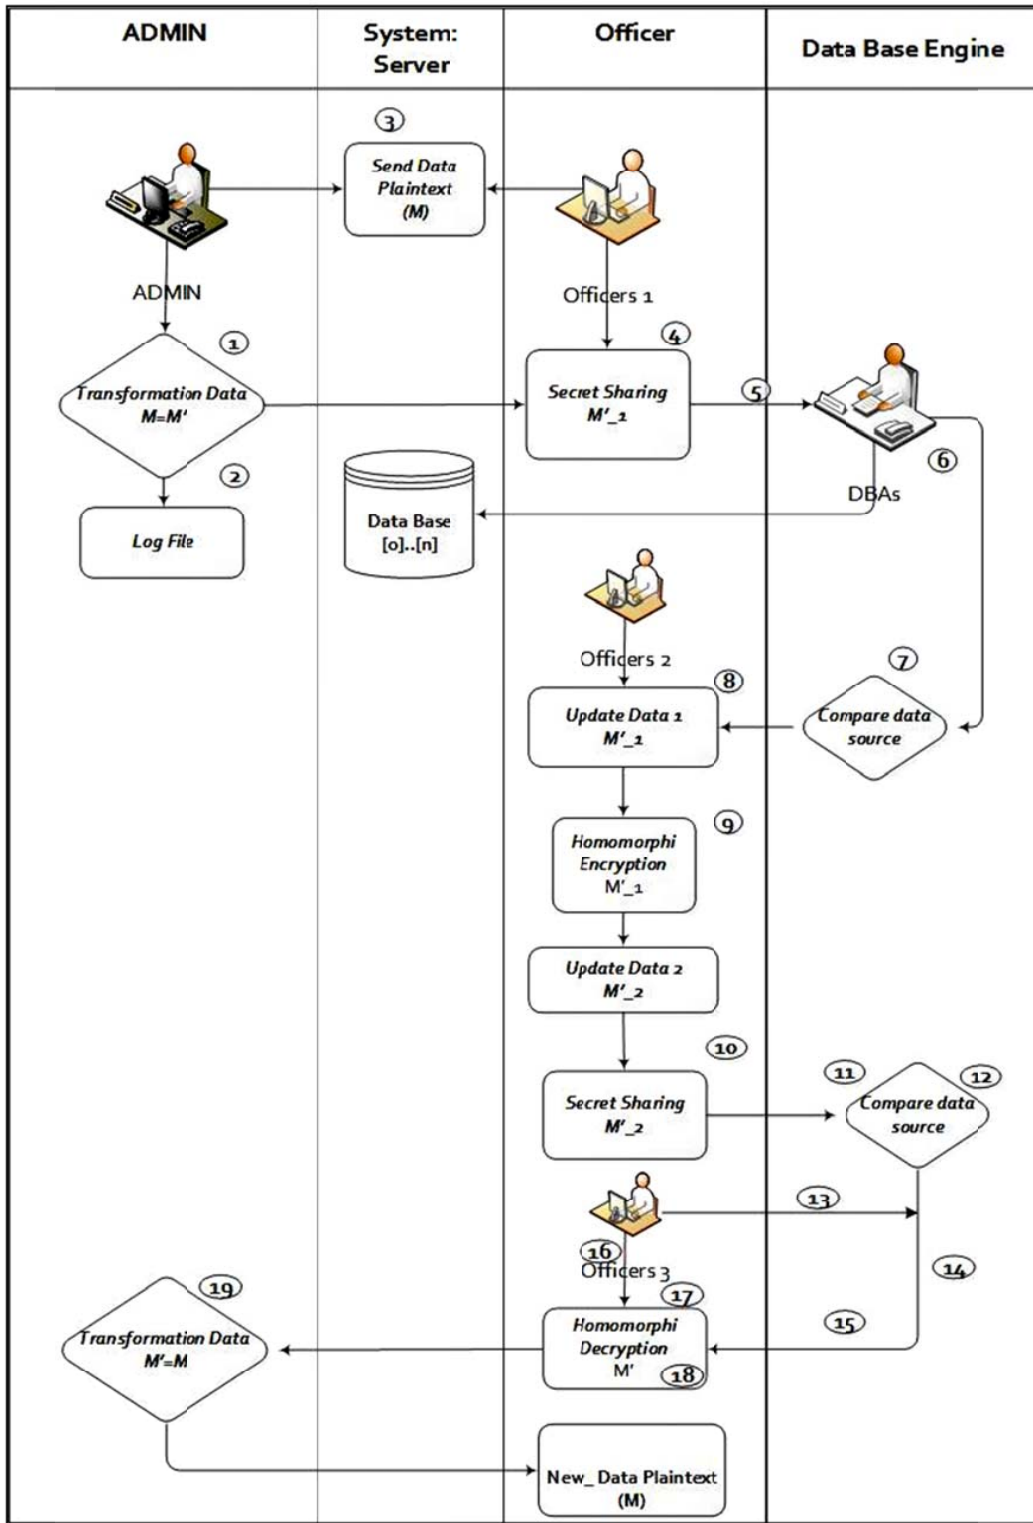 ADMIN
System:
Server
Officer
Data Base Engine
3
Send Data
Plaintext
(M)
ADMIN
Officers 1
1
Transformation Data
M=M'
4
Secret Sharing
M'_1
5
6
DBAs
2
Log File
Data Base
[0]..[n]
Officers 2
7
Compare data
source
8
Update Data 1
M'_1
9
Homomorphi
Encryption
M'_1
Update Data 2
M'_2
10
Secret Sharing
M'_2
11
12
Compare data
source
13
16
Officers 3
14
15
17
Homomorphi
Decryption
M'
18
19
Transformation Data
M'=M
New_ Data Plaintext
(M)